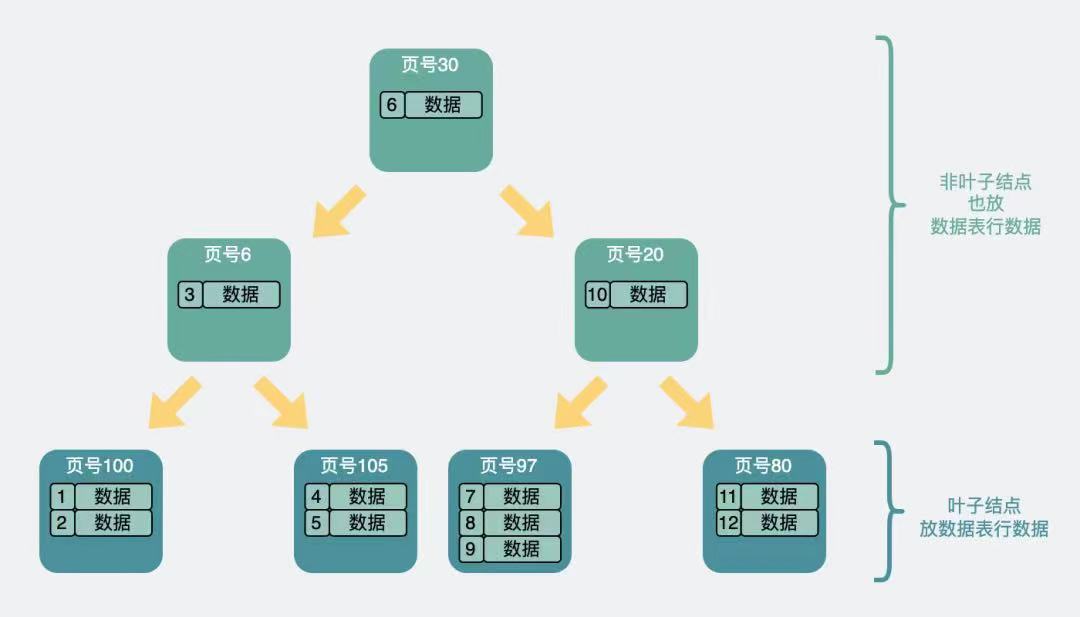 页号30
6 数据
非叶子结点
也放
数据表行数据
页号6
3 数据
页号20
10 数据
页号100
1 数据
2 数据
页号105
4 数据
5 数据
页号97
7 数据
8 数据
9 数据
页号80
11 数据
12 数据
叶子结点
放数据表行数据